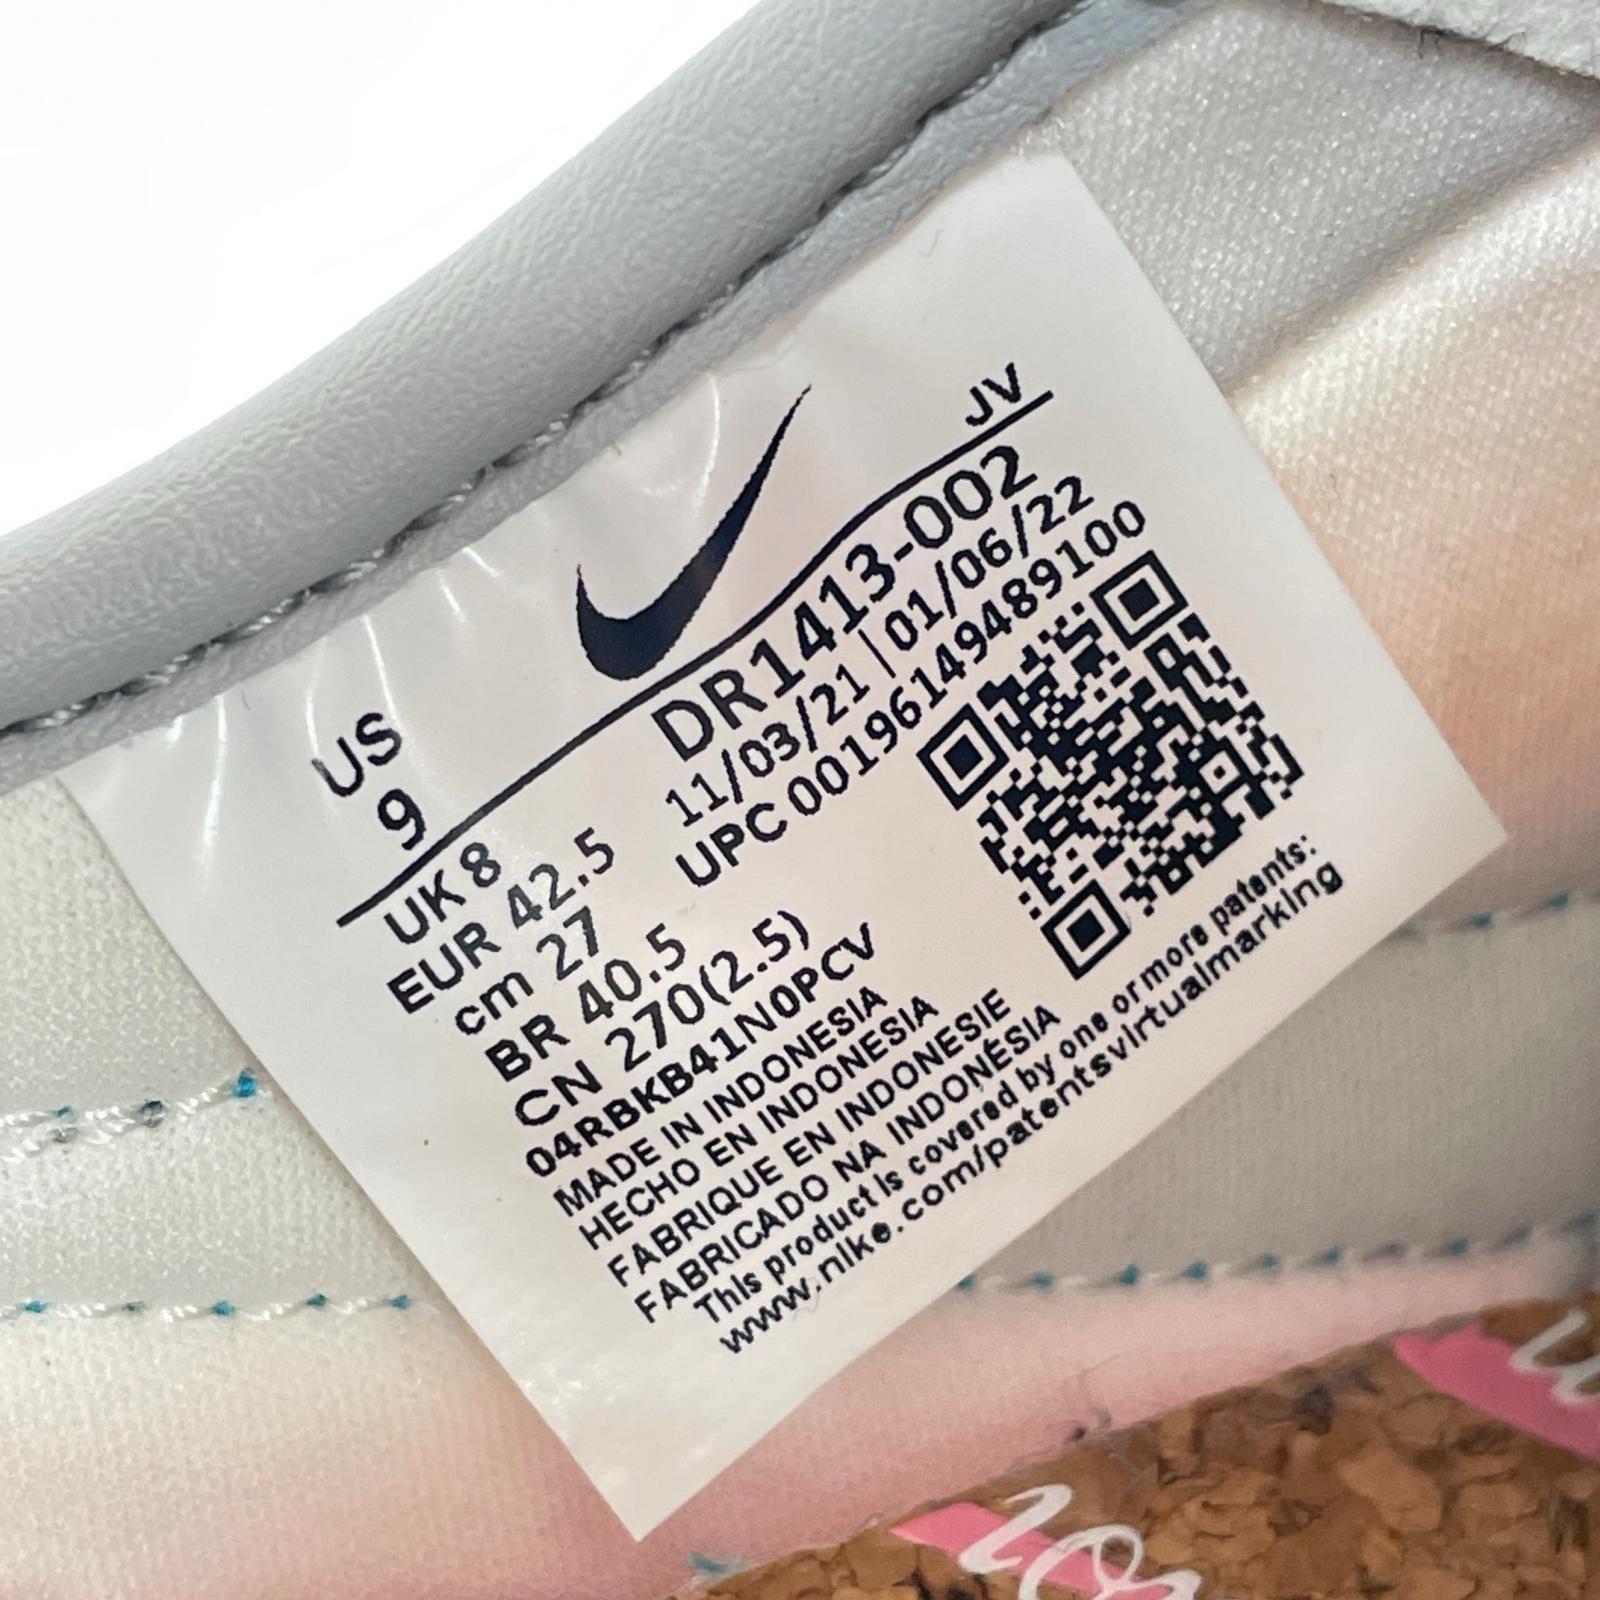 JV
US
9
DR1413-002
11/03/21 | 01/06/22
UPC 00196149489100
UK 8
EUR 42.5
cm 27
BR 40.5
CN 270(2.5)
04RBKB41N0PCV
MADE IN INDONESIA
HECHO EN INDONESIA
FABRIQUE EN INDONESIE
FABRICADO NA INDONÉSIA
This product is covered by one or more patents:
www.nike.com/patentsvirtualmarking